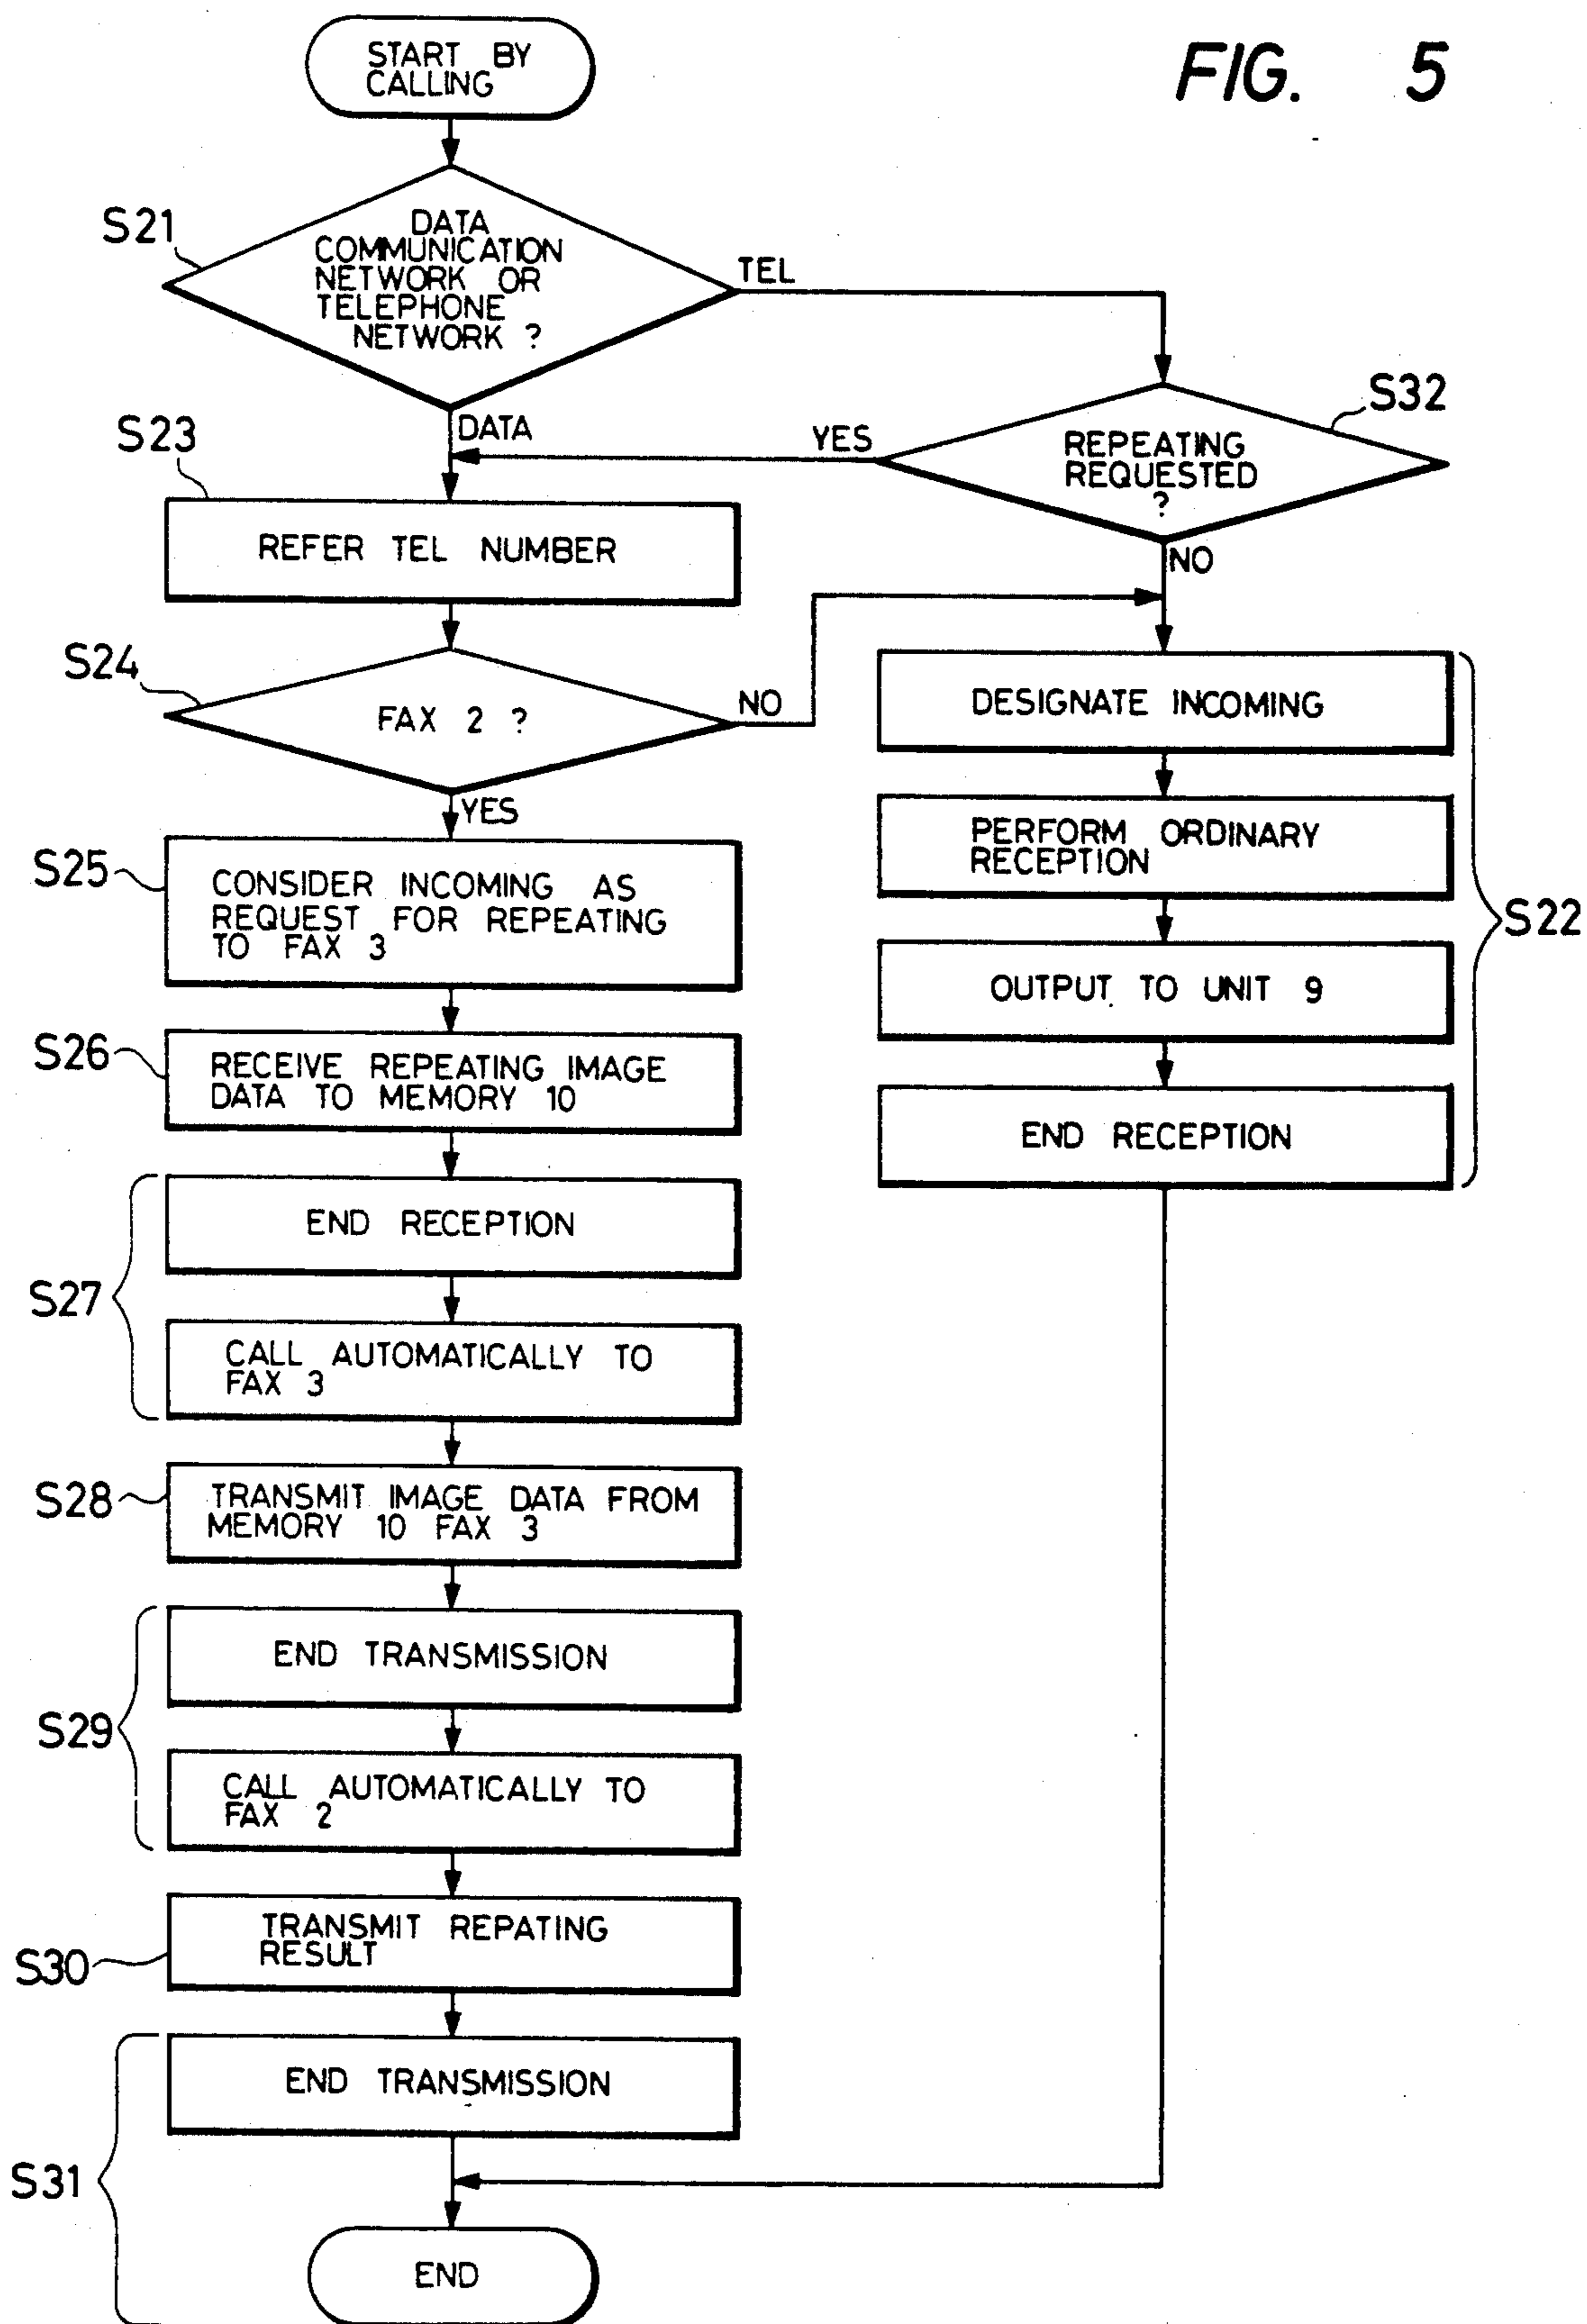 FIG. 5
START BY
CALLING
S21
DATA
COMMUNICATION
NETWORK OR
TELEPHONE
NETWORK ?
TEL
DATA
S32
REPEATING
REQUESTED
?
YES
NO
S23
REFER TEL NUMBER
S24
FAX 2 ?
NO
YES
S22
DESIGNATE INCOMING
PERFORM ORDINARY
RECEPTION
OUTPUT TO UNIT 9
END RECEPTION
S25
CONSIDER INCOMING AS
REQUEST FOR REPEATING
TO FAX 3
S26
RECEIVE REPEATING IMAGE
DATA TO MEMORY 10
S27
END RECEPTION
CALL AUTOMATICALLY TO
FAX 3
S28
TRANSMIT IMAGE DATA FROM
MEMORY 10 FAX 3
S29
END TRANSMISSION
CALL AUTOMATICALLY TO
FAX 2
S30
TRANSMIT REPATING
RESULT
S31
END TRANSMISSION
END